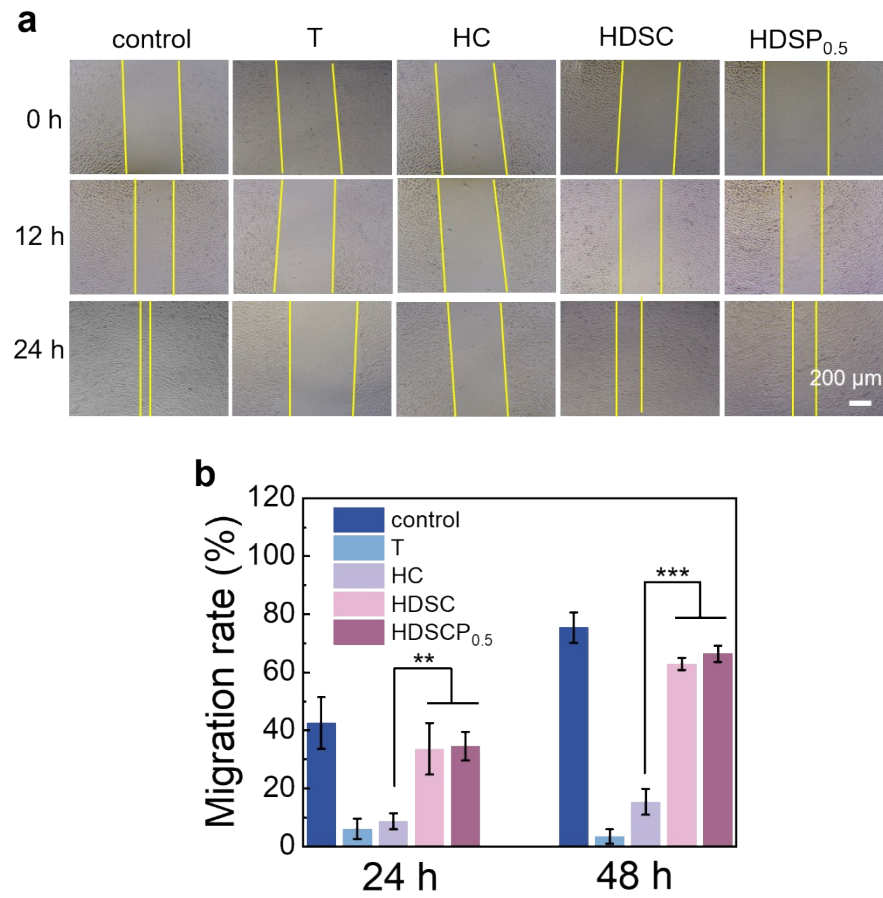 a
control T HC HDSC HDSP0.5
0 h
12 h
24 h
200 µm
b
Migration rate (%)
120
100
80
60
40
20
0
control
T
HC
HDSC
HDSCP0.5
**
***
24 h 48 h